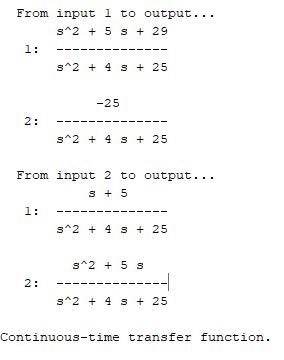 From input 1 to output...
s^2 + 5 s + 29
1: --------------
s^2 + 4 s + 25
-25
2: --------------
s^2 + 4 s + 25
From input 2 to output...
s + 5
1: --------------
s^2 + 4 s + 25
s^2 + 5 s
2: --------------
s^2 + 4 s + 25
Continuous-time transfer function.